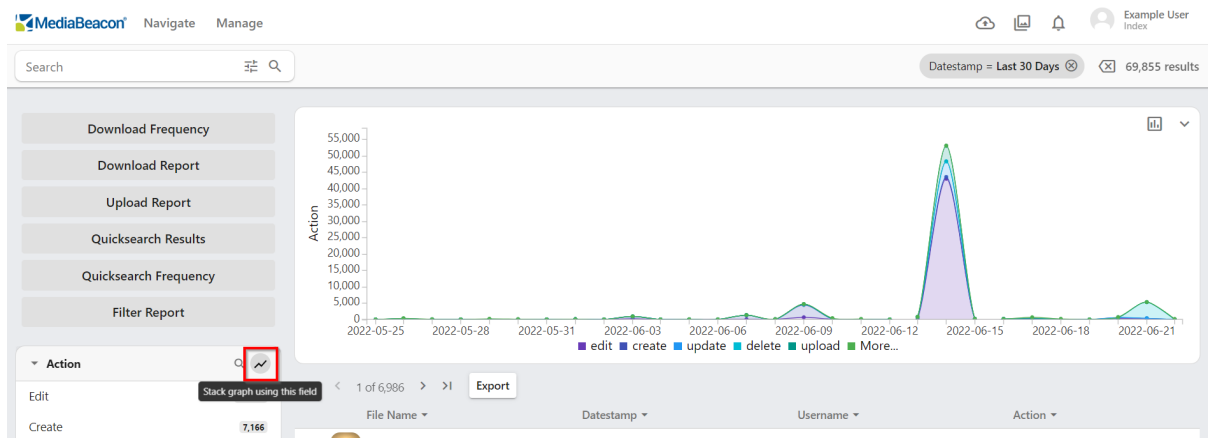 MediaBeacon® Navigate Manage
Example User
Index
Search
Datestamp = Last 30 Days
69,855 results
Download Frequency
Download Report
Upload Report
Quicksearch Results
Quicksearch Frequency
Filter Report
Action
Stack graph using this field
Edit
Create 7,166
Action
55,000
50,000
45,000
40,000
35,000
30,000
25,000
20,000
15,000
10,000
5,000
0
2022-05-25 2022-05-28 2022-05-31 2022-06-03 2022-06-06 2022-06-09 2022-06-12 2022-06-15 2022-06-18 2022-06-21
edit create update delete upload More...
1 of 6,986 Export
File Name Datestamp Username Action